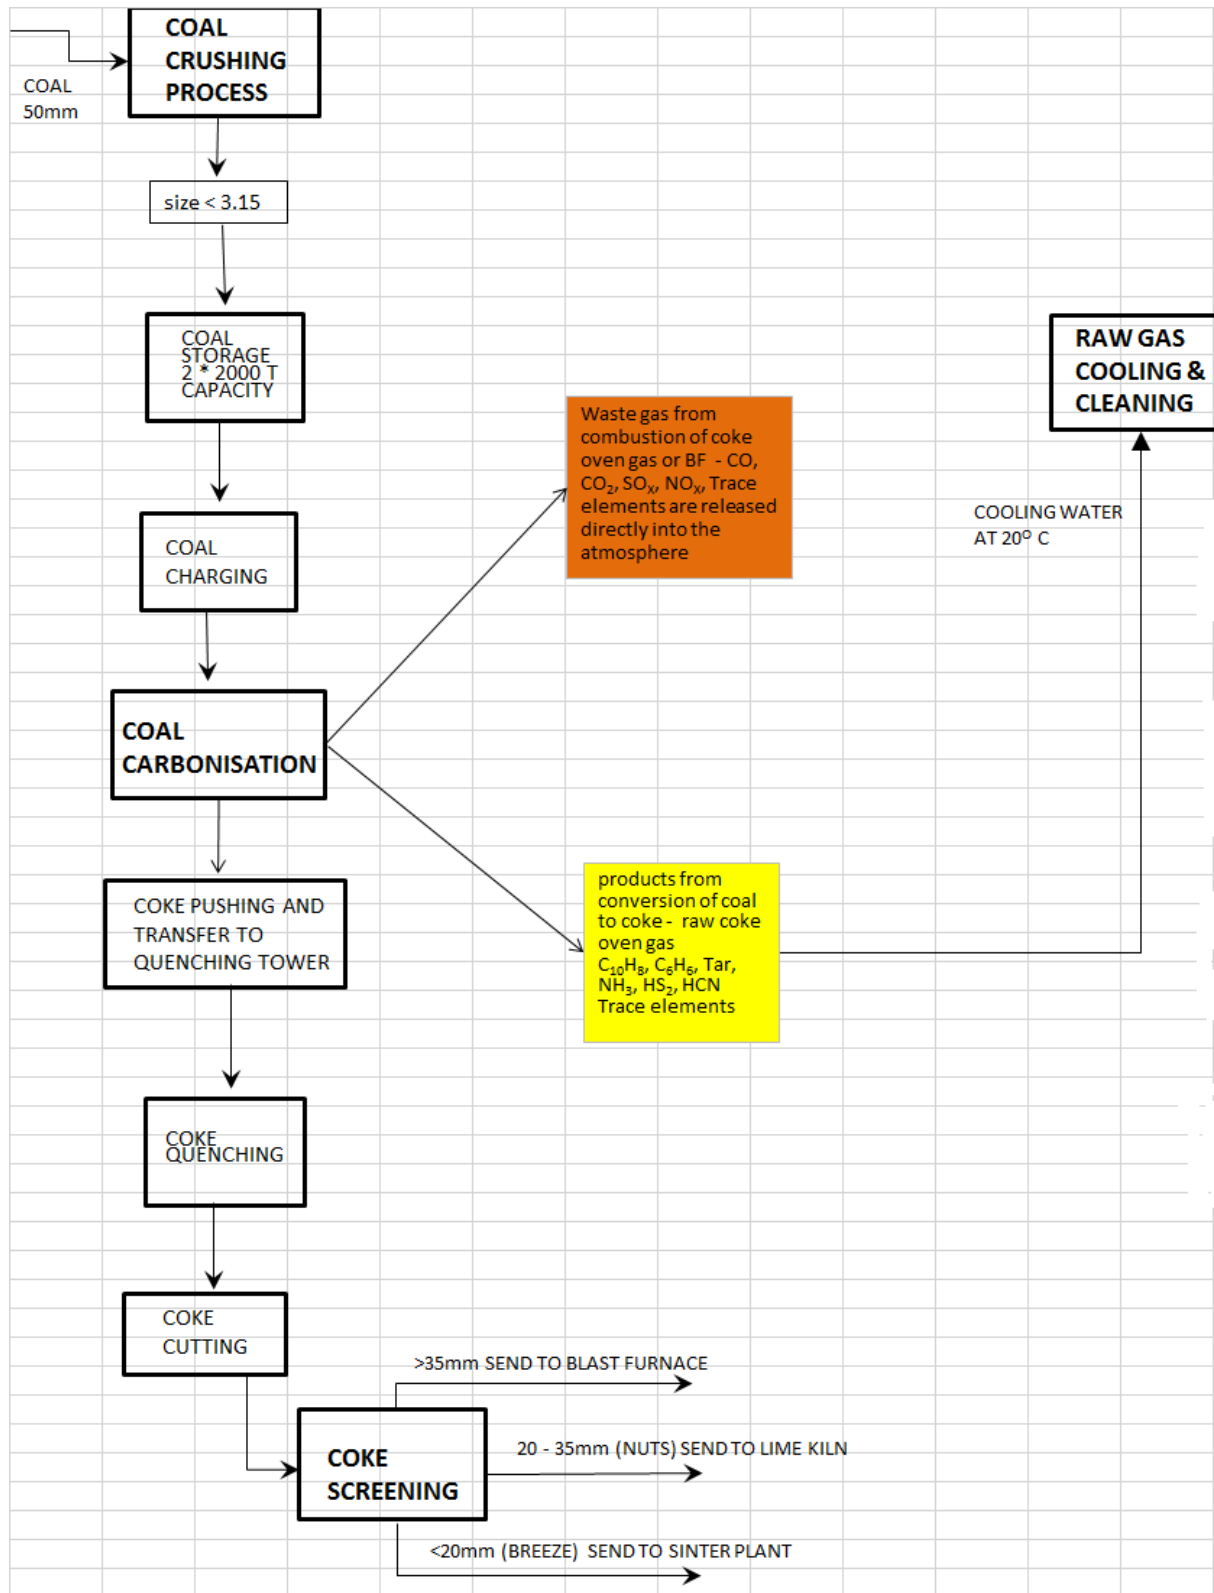 COAL
CRUSHING
PROCESS
COAL
50mm
size < 3.15
COAL
STORAGE
2 * 2000 T
CAPACITY
RAW GAS
COOLING &
CLEANING
Waste gas from
combustion of coke
oven gas or BF - CO,
CO₂, SOₓ, NOₓ, Trace
elements are released
directly into the
atmosphere
COOLING WATER
AT 20° C
COAL
CHARGING
COAL
CARBONISATION
products from
conversion of coal
to coke - raw coke
oven gas
C₁₀H₈, C₆H₆, Tar,
NH₃, HS₂, HCN
Trace elements
COKE PUSHING AND
TRANSFER TO
QUENCHING TOWER
COKE
QUENCHING
COKE
CUTTING
>35mm SEND TO BLAST FURNACE
COKE
SCREENING
20 - 35mm (NUTS) SEND TO LIME KILN
<20mm (BREEZE) SEND TO SINTER PLANT